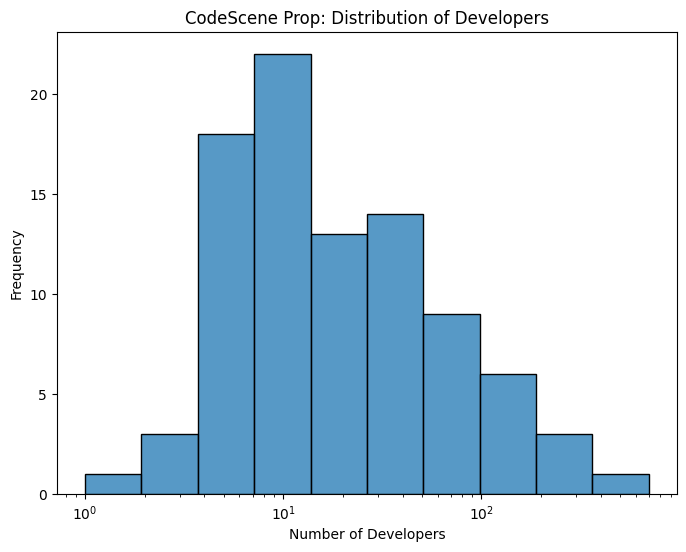 CodeScene Prop: Distribution of Developers
Frequency
20
15
10
5
0
10⁰
10¹
10²
Number of Developers